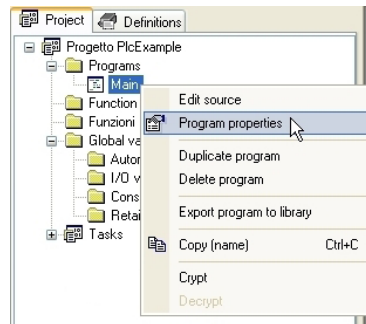 Project Definitions
Progetto PlcExample
Programs
Main
Edit source
Function
Program properties
Funzioni
Global va
Duplicate program
Autor
Delete program
I/O v
Cons
Export program to library
Retai
Tasks
Copy (name) Ctrl+C
Crypt
Decrypt